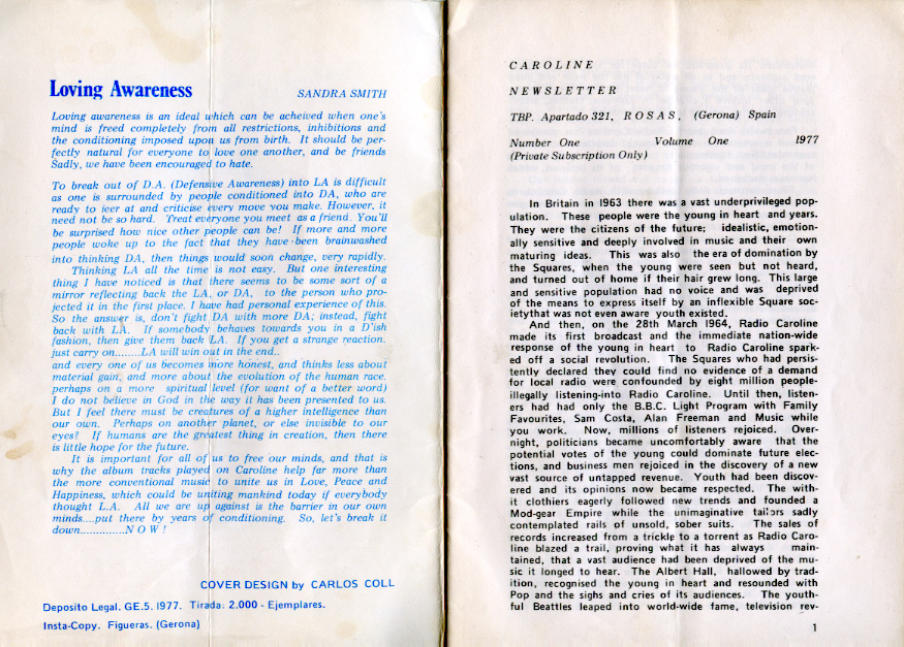 Loving Awareness SANDRA SMITH
Loving awareness is an ideal which can be acheived when one's
mind is freed completely from all restrictions, inhibitions and
the conditioning imposed upon us from birth. It should be per-
fectly natural for everyone to love one another, and be friends
Sadly, we have been encouraged to hate.
To break out of D.A. (Defensive Awareness) into LA is difficult
as one is surrounded by people conditioned into DA, who are
ready to jeer at and criticise every move you make. However, it
need not be so hard. Treat everyone you meet as a friend. You'll
be surprised how nice other people can be! If more and more
people woke up to the fact that they have been brainwashed
into thinking DA, then things would soon change, very rapidly.
Thinking LA all the time is not easy. But one interesting
thing I have noticed is that there seems to be some sort of a
mirror reflecting back the LA, or DA, to the person who pro-
jected it in the first place. I have had personal experience of this.
So the answer is, don't fight DA with more DA; instead, fight
back with LA. If somebody behaves towards you in a D'ish
fashion, then give them back LA. If you get a strange reaction.
just carry on........LA will win out in the end..
and every one of us becomes more honest, and thinks less about
material gain, and more about the evolution of the human race.
perhaps on a more spiritual level (for want of a better word)
I do not believe in God in the way it has been presented to us.
But I feel there must be creatures of a higher intelligence than
our own. Perhaps on another planet, or else invisible to our
eyes? If humans are the greatest thing in creation, then there
is little hope for the future.
It is important for all of us to free our minds, and that is
why the album tracks played on Caroline help far more than
the more conventional music to unite us in Love, Peace and
Happiness, which could be uniting mankind today if everybody
thought L.A. All we are up against is the barrier in our own
minds....put there by years of conditioning. So, let's break it
down..............N O W !
COVER DESIGN by CARLOS COLL
Deposito Legal. GE.5. 1977. Tirada: 2.000 - Ejemplares.
Insta-Copy. Figueras. (Gerona)
CAROLINE
NEWSLETTER
TBP. Apartado 321, ROSAS, (Gerona) Spain
Number One Volume One 1977
(Private Subscription Only)
In Britain in 1963 there was a vast underprivileged pop-
ulation. These people were the young in heart and years.
They were the citizens of the future; idealistic, emotion-
ally sensitive and deeply involved in music and their own
maturing ideas. This was also the era of domination by
the Squares, when the young were seen but not heard,
and turned out of home if their hair grew long. This large
and sensitive population had no voice and was deprived
of the means to express itself by an inflexible Square soc-
ietythat was not even aware youth existed.
And then, on the 28th March 1964, Radio Caroline
made its first broadcast and the immediate nation-wide
response of the young in heart to Radio Caroline spark-
ed off a social revolution. The Squares who had persis-
tently declared they could find no evidence of a demand
for local radio were confounded by eight million people-
illegally listening-into Radio Caroline. Until then, listen-
ers had had only the B.B.C. Light Program with Family
Favourites, Sam Costa, Alan Freeman and Music while
you work. Now, millions of listeners rejoiced. Over-
night, politicians became uncomfortably aware that the
potential votes of the young could dominate future elec-
tions, and business men rejoiced in the discovery of a new
vast source of untapped revenue. Youth had been discov-
ered and its opinions now became respected. The with-
it clothiers eagerly followed new trends and founded a
Mod-gear Empire while the unimaginative tailors sadly
contemplated rails of unsold, sober suits. The sales of
records increased from a trickle to a torrent as Radio Caro-
line blazed a trail, proving what it has always main-
tained, that a vast audience had been deprived of the mu-
sic it longed to hear. The Albert Hall, hallowed by trad-
ition, recognised the young in heart and resounded with
Pop and the sighs and cries of its audiences. The youth-
ful Beattles leaped into world-wide fame, television rev-
1